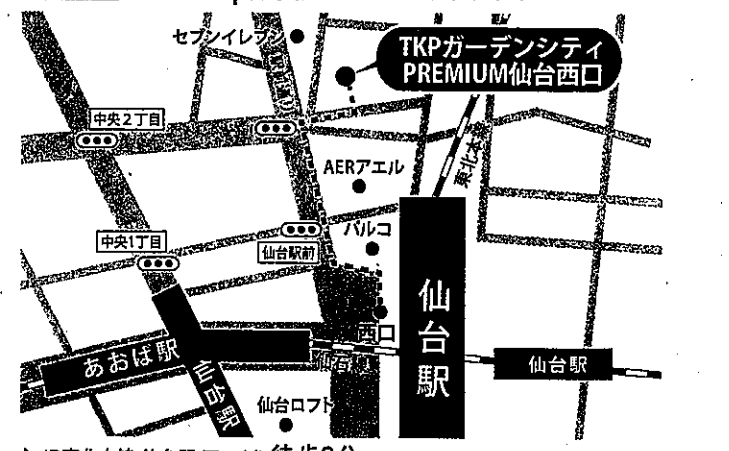 セブンイレブン
TKPガーデンシティ
PREMIUM仙台西口
中央2丁目
東北本線
AERアエル
パルコ
中央1丁目
仙台駅前
仙台駅
西口
あおば駅
仙台駅
仙台駅
仙台ロフト